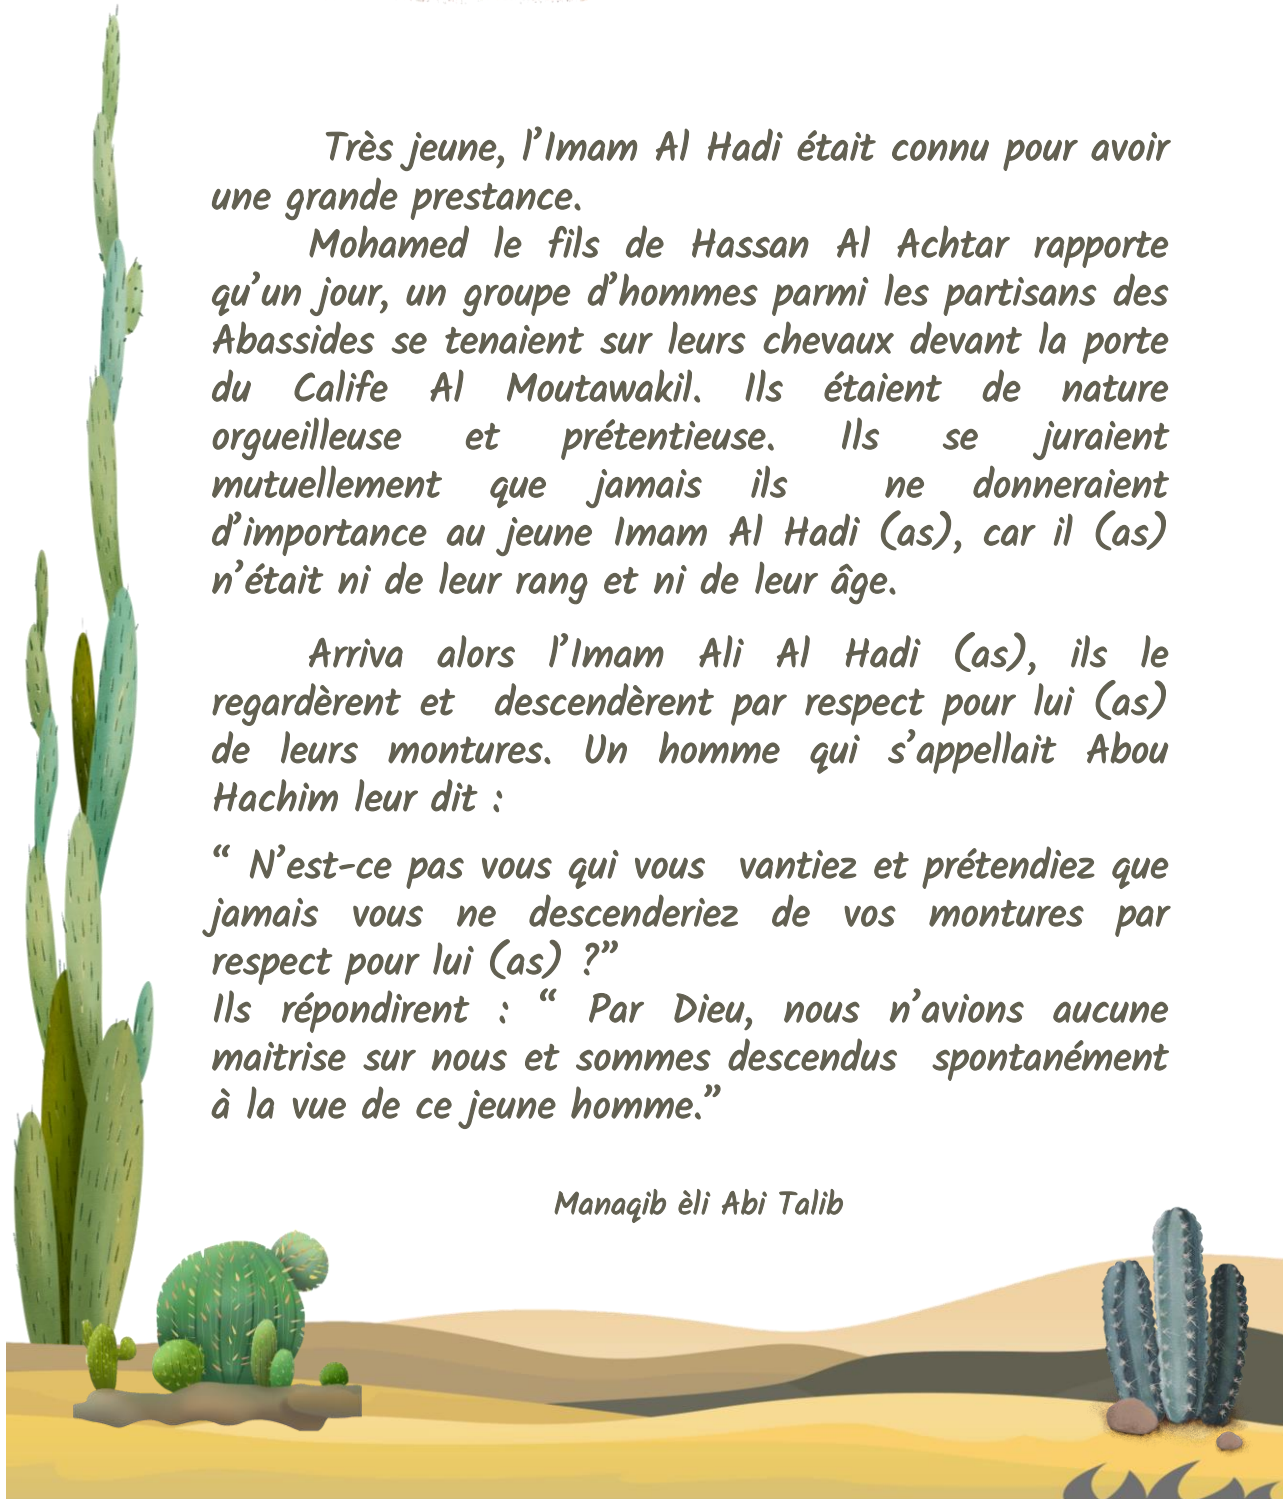 Très jeune, l’Imam Al Hadi était connu pour avoir
une grande prestance.
Mohamed le fils de Hassan Al Achtar rapporte
qu’un jour, un groupe d’hommes parmi les partisans des
Abassides se tenaient sur leurs chevaux devant la porte
du Calife Al Moutawakil. Ils étaient de nature
orgueilleuse et prétentieuse. Ils se juraient
mutuellement que jamais ils ne donneraient
d’importance au jeune Imam Al Hadi (as), car il (as)
n’était ni de leur rang et ni de leur âge.
Arriva alors l’Imam Ali Al Hadi (as), ils le
regardèrent et descendèrent par respect pour lui (as)
de leurs montures. Un homme qui s’appellait Abou
Hachim leur dit :
“ N’est-ce pas vous qui vous vantiez et prétendiez que
jamais vous ne descenderiez de vos montures par
respect pour lui (as) ?”
Ils répondirent : “ Par Dieu, nous n’avions aucune
maitrise sur nous et sommes descendus spontanément
à la vue de ce jeune homme.”
Manaqib èli Abi Talib